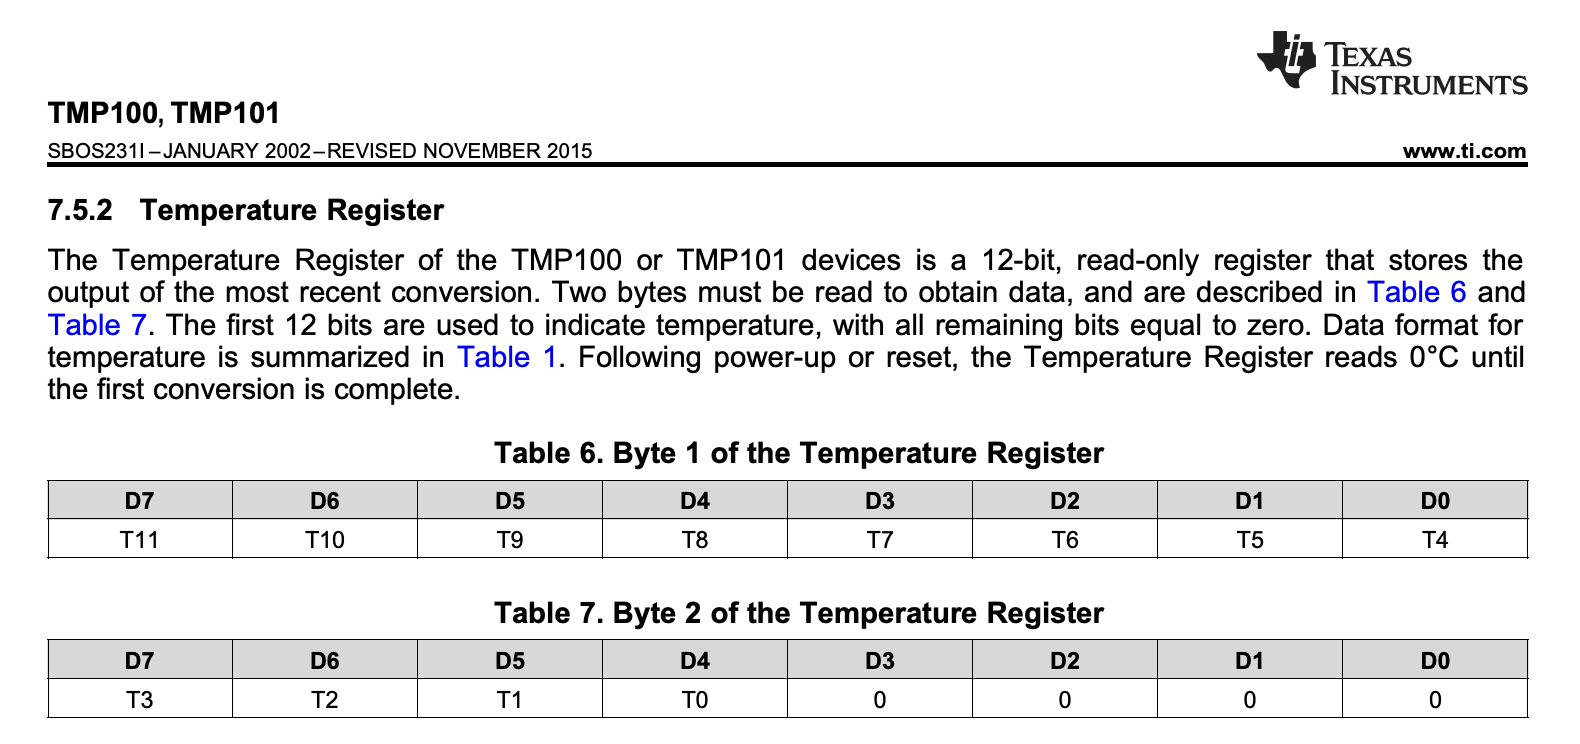 TEXAS
INSTRUMENTS
TMP100, TMP101
SBOS231I – JANUARY 2002 – REVISED NOVEMBER 2015
www.ti.com
7.5.2 Temperature Register
The Temperature Register of the TMP100 or TMP101 devices is a 12-bit, read-only register that stores the
output of the most recent conversion. Two bytes must be read to obtain data, and are described in Table 6 and
Table 7. The first 12 bits are used to indicate temperature, with all remaining bits equal to zero. Data format for
temperature is summarized in Table 1. Following power-up or reset, the Temperature Register reads 0°C until
the first conversion is complete.
Table 6. Byte 1 of the Temperature Register
D7 D6 D5 D4 D3 D2 D1 D0
T11 T10 T9 T8 T7 T6 T5 T4
Table 7. Byte 2 of the Temperature Register
D7 D6 D5 D4 D3 D2 D1 D0
T3 T2 T1 T0 0 0 0 0